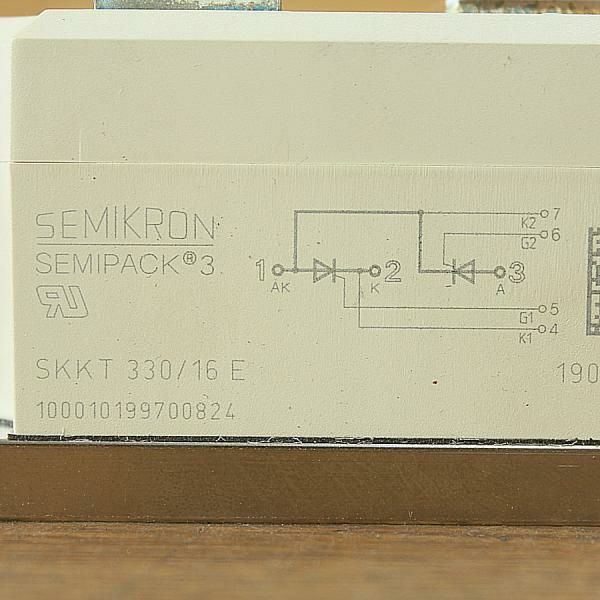 SEMIKRON
SEMIPACK® 3
SKKT 330/16 E
100010199700824
1 AK
K 2
A 3
K2 7
G2 6
G1 5
K1 4
190